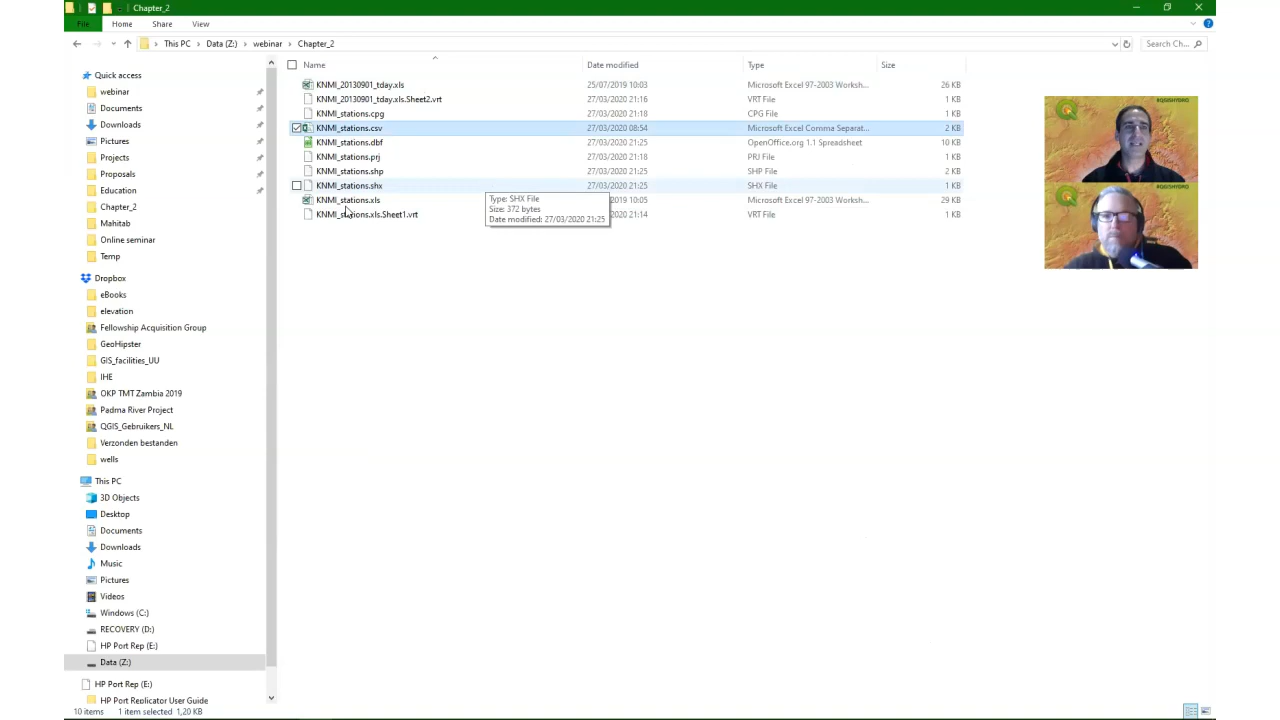 Chapter_2
File Home Share View
This PC Data (Z:) webinar Chapter_2 Search Ch...
Name Date modified Type Size
KNMI_20130901_tday.xls 25/07/2019 10:03 Microsoft Excel 97-2003 Worksh... 26 KB
KNMI_20130901_tday.xls.Sheet2.vrt 27/03/2020 21:16 VRT File 1 KB
KNMI_stations.cpg 27/03/2020 21:18 CPG File 1 KB
KNMI_stations.csv 27/03/2020 08:54 Microsoft Excel Comma Separat... 2 KB
KNMI_stations.dbf 27/03/2020 21:25 OpenOffice.org 1.1 Spreadsheet 10 KB
KNMI_stations.prj 27/03/2020 21:18 PRJ File 1 KB
KNMI_stations.shp 27/03/2020 21:25 SHP File 2 KB
KNMI_stations.shx 27/03/2020 21:25 SHX File 1 KB
KNMI_stations.xls 2019 10:05 Microsoft Excel 97-2003 Worksh... 29 KB
KNMI_stations.xls.Sheet1.vrt 2020 21:14 VRT File 1 KB
Type: SHX File
Size: 372 bytes
Date modified: 27/03/2020 21:25
Quick access
webinar
Documents
Downloads
Pictures
Projects
Proposals
Education
Chapter_2
Mahitab
Online seminar
Temp
Dropbox
eBooks
elevation
Fellowship Acquisition Group
GeoHipster
GIS_facilities_UU
IHE
OKP TMT Zambia 2019
Padma River Project
QGIS_Gebruikers_NL
Verzonden bestanden
wells
This PC
3D Objects
Desktop
Documents
Downloads
Music
Pictures
Videos
Windows (C:)
RECOVERY (D:)
HP Port Rep (E:)
Data (Z:)
HP Port Rep (E:)
HP Port Replicator User Guide
10 items 1 item selected 1,20 KB